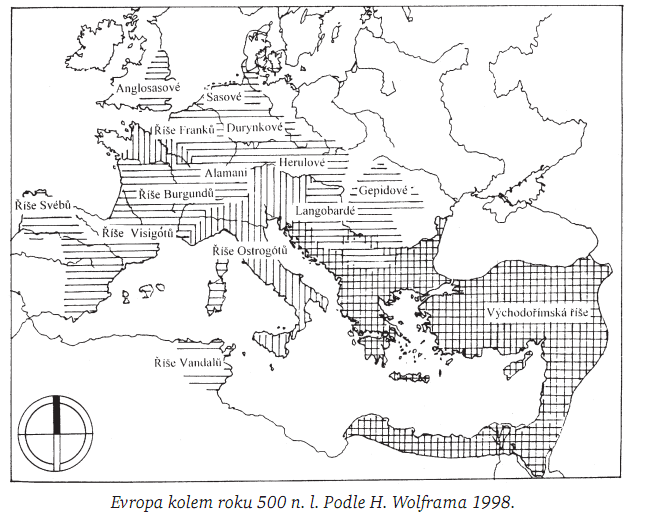 Anglosasové
Sasové
Říše Franků
Durynkové
Herulové
Alamani
Gepidové
Říše Burgundů
Říše Svébů
Langobardé
Říše Visigótů
Říše Ostrogótů
Východořímská říše
Říše Vandalů
Evropa kolem roku 500 n. l. Podle H. Wolframa 1998.